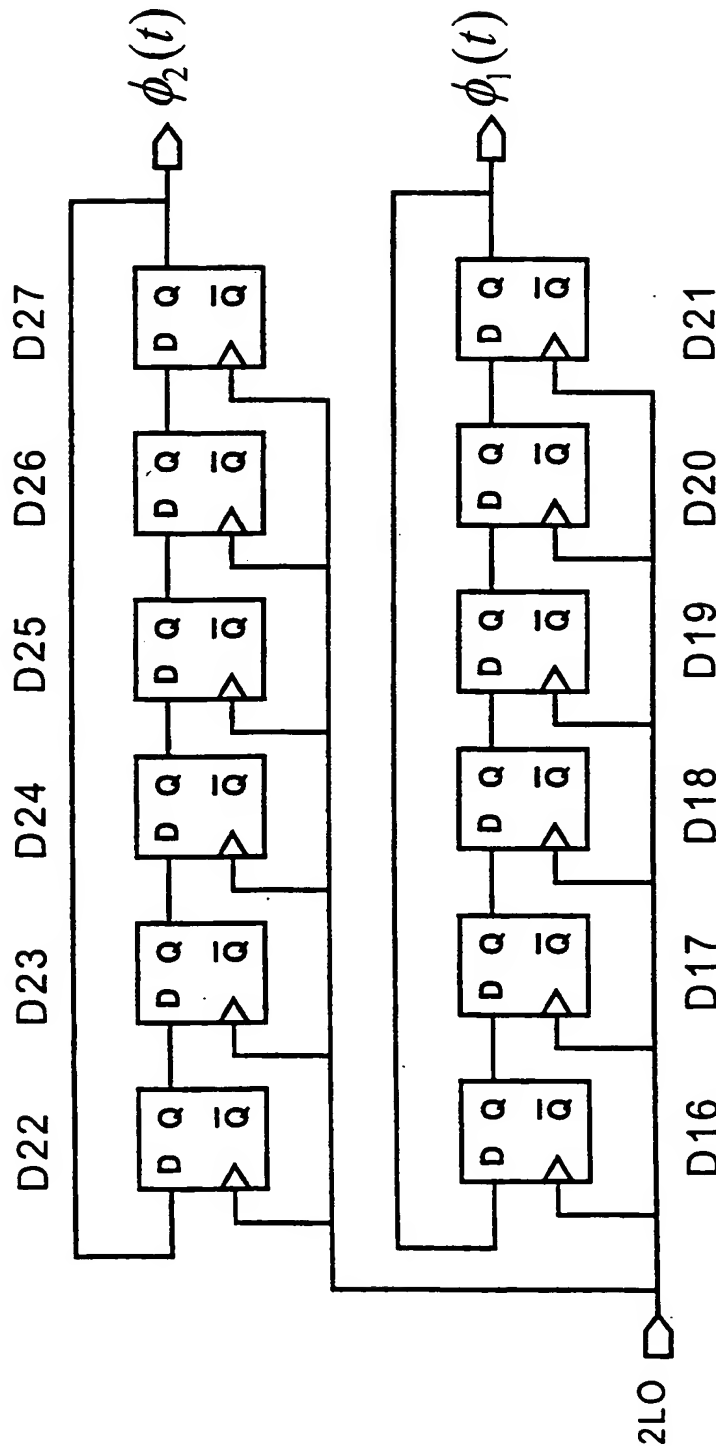 D22 D23 D24 D25 D26 D27
D Q D Q D Q D Q D Q D Q
Q̅ Q̅ Q̅ Q̅ Q̅ Q̅
ϕ₂(t)
D Q D Q D Q D Q D Q D Q
Q̅ Q̅ Q̅ Q̅ Q̅ Q̅
ϕ₁(t)
2LO
D16 D17 D18 D19 D20 D21